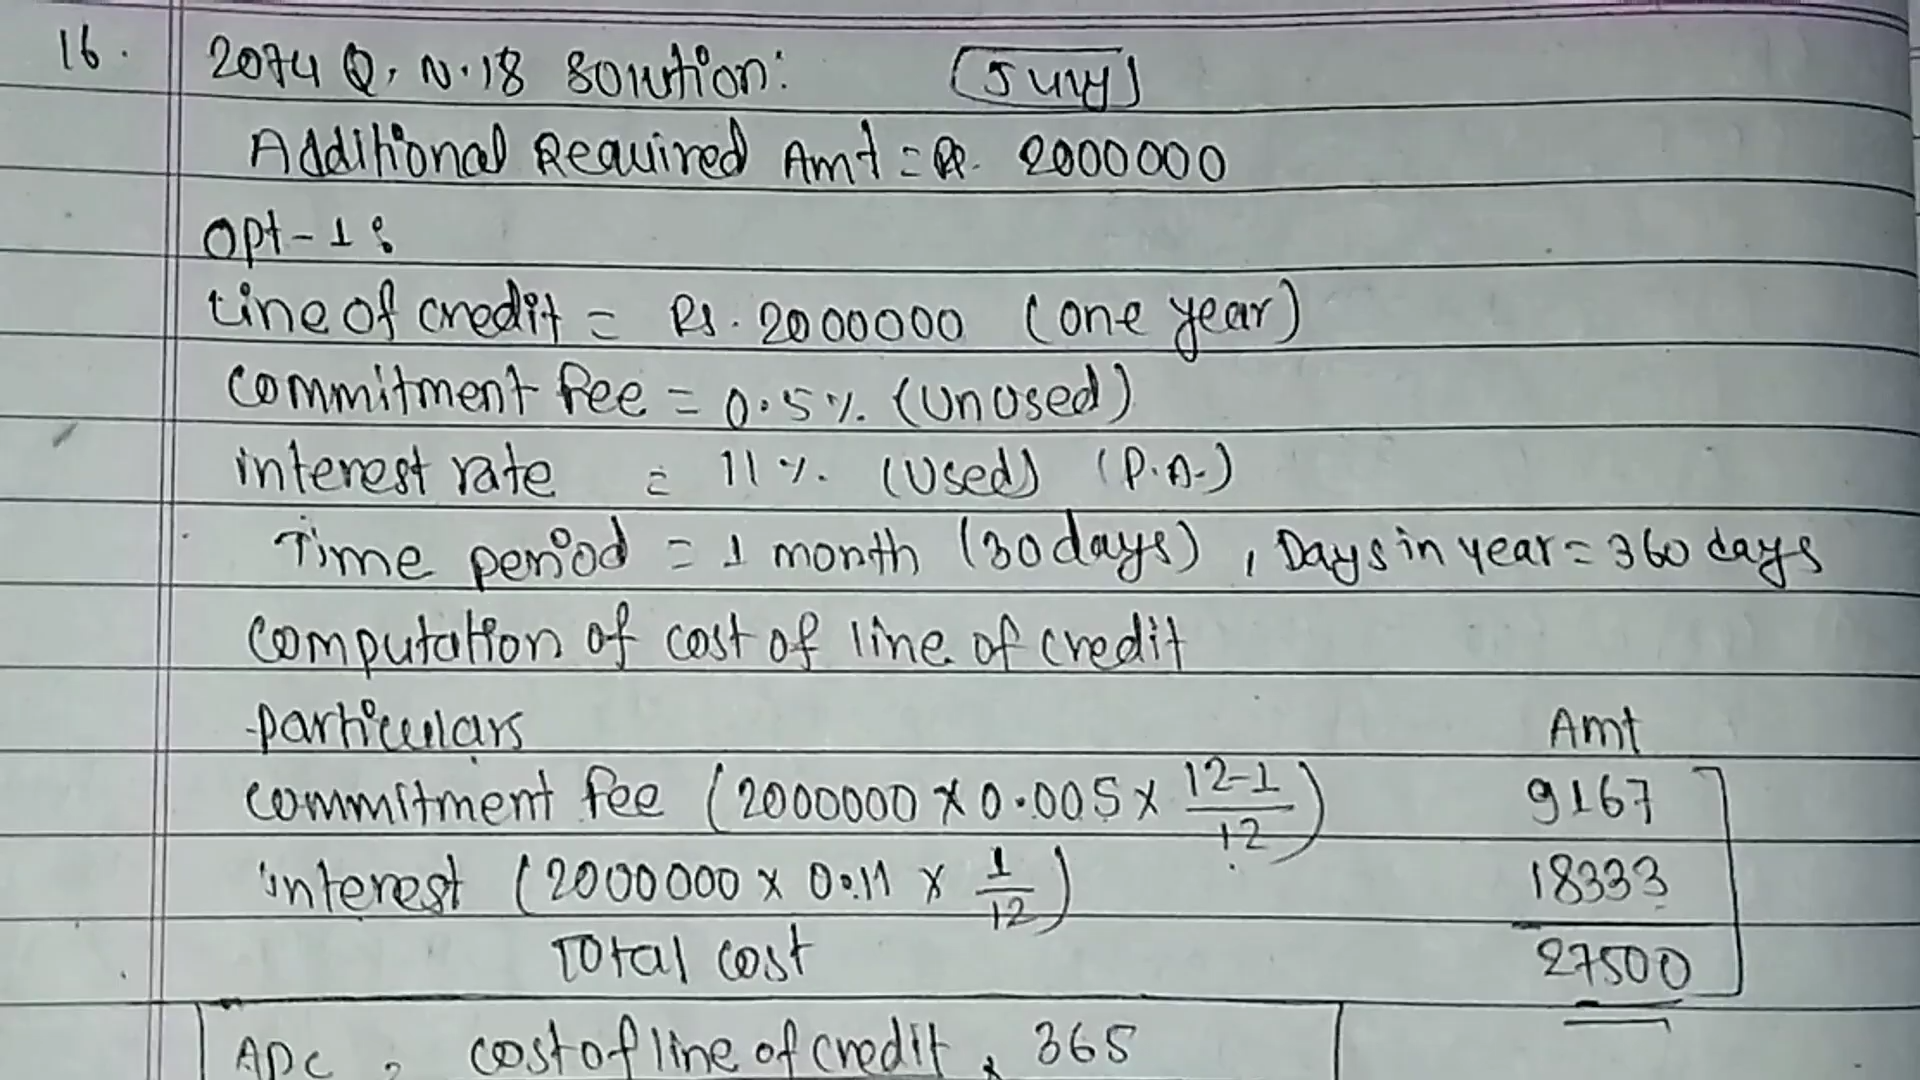 16. 2074 Q. N. 18 Solution: (July)
Additional Required Amt = Rs. 2000000
Opt-1:
Line of credit = Rs. 2000000 (one year)
Commitment fee = 0.5% (Unused)
interest rate = 11% (Used) (P.A.)
Time period = 1 month (30 days), Days in year = 360 days
Computation of cost of line of credit
particulars Amt
Commitment fee (2000000 × 0.005 × 12-1/12) 9167
interest (2000000 × 0.11 × 1/12) 18333
Total cost 27500
APC = cost of line of credit × 365